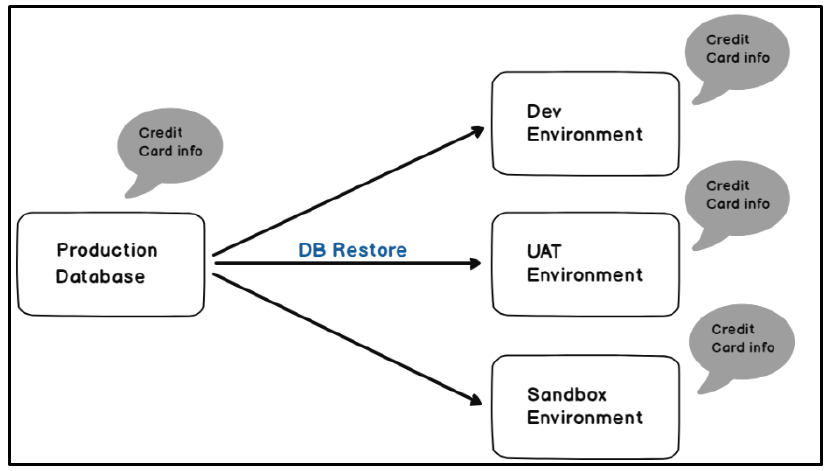 Credit
Card info
Production
Database
DB Restore
Dev
Environment
Credit
Card info
UAT
Environment
Credit
Card info
Sandbox
Environment
Credit
Card info